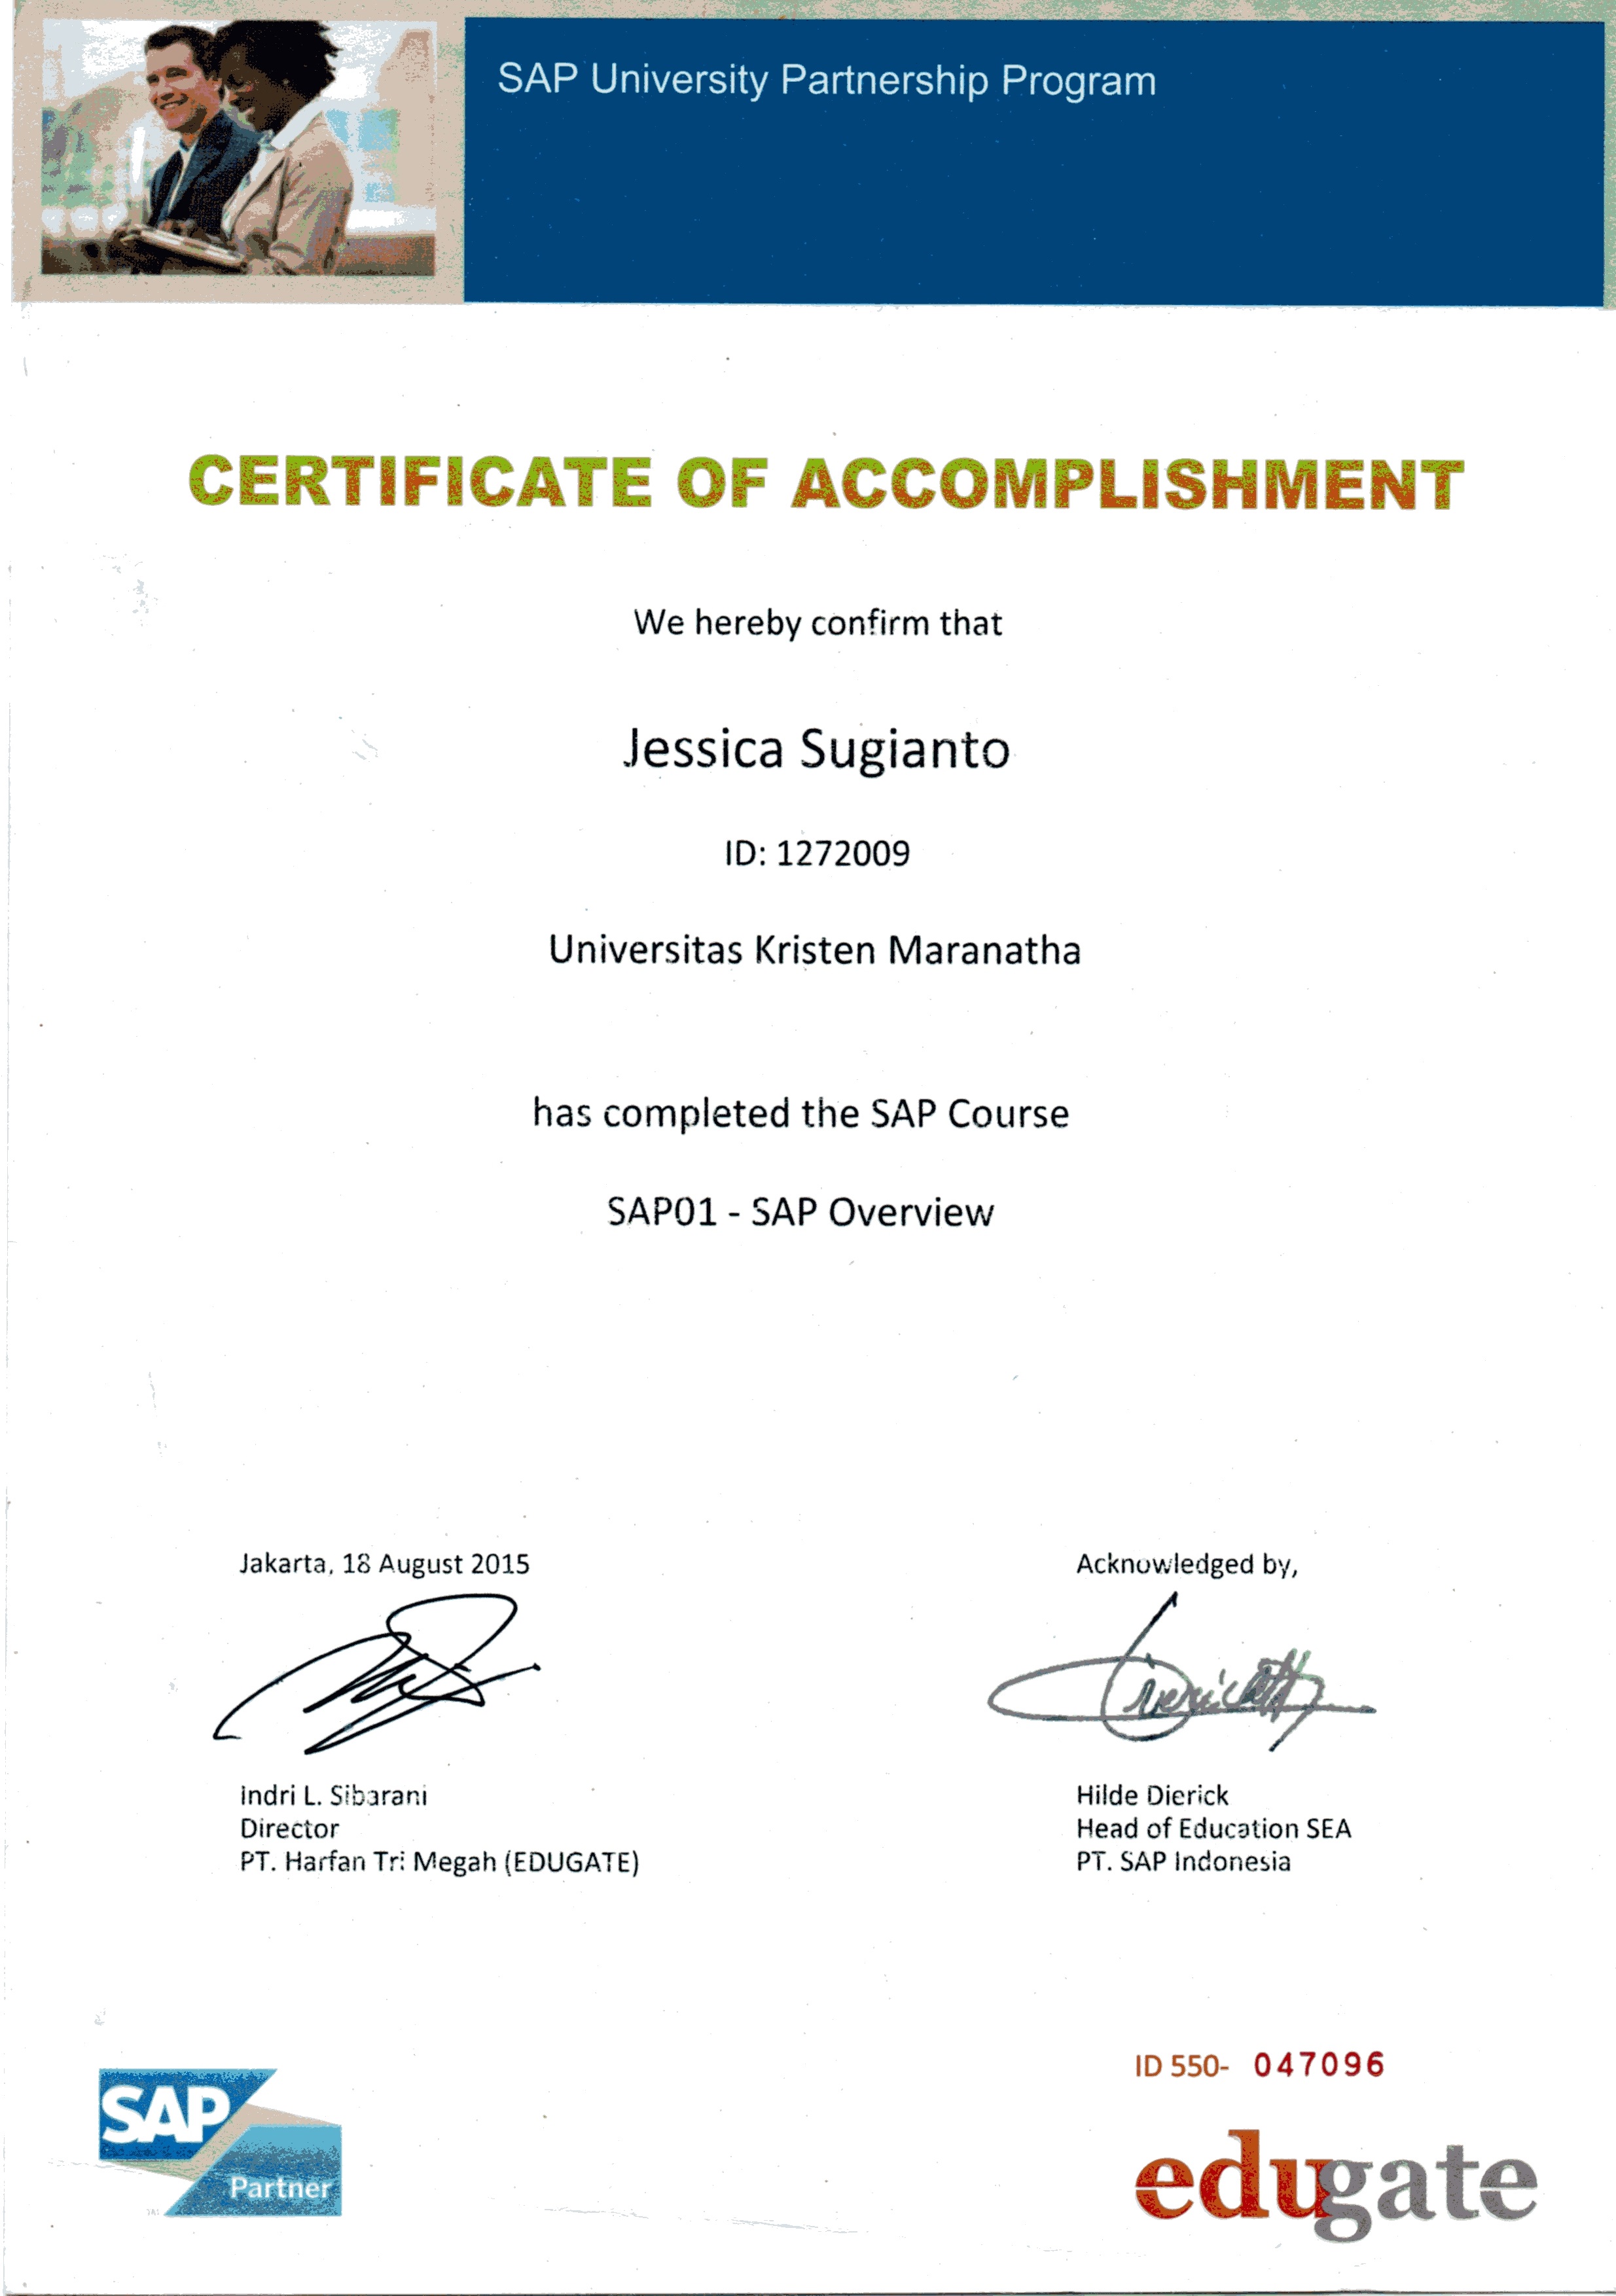 SAP University Partnership Program
CERTIFICATE OF ACCOMPLISHMENT
We hereby confirm that
Jessica Sugianto
ID: 1272009
Universitas Kristen Maranatha
has completed the SAP Course
SAP01 - SAP Overview
Jakarta, 18 August 2015
Acknowledged by,
Indri L. Sibarani
Director
PT. Harfan Tri Megah (EDUGATE)
Hilde Dierick
Head of Education SEA
PT. SAP Indonesia
ID 550- 047096
SAP
Partner
edugate